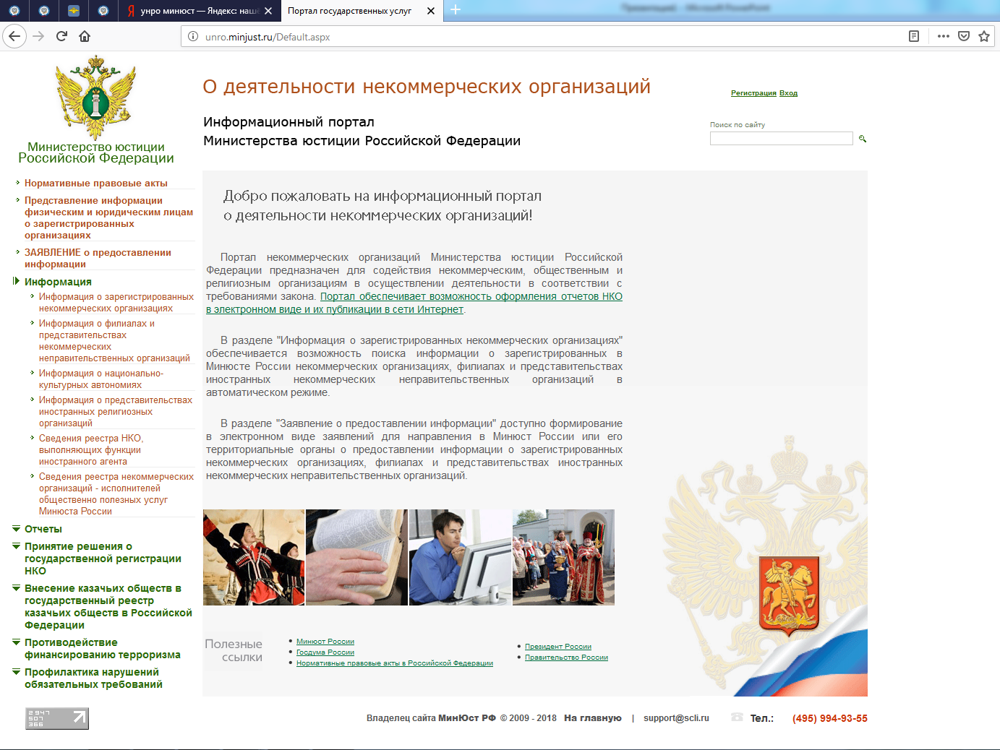 унро минюст — Яндекс: наше
Портал государственных услуг
Презентация1 - Microsoft PowerPoint
unro.minjust.ru/Default.aspx
Министерство юстиции
Российской Федерации
О деятельности некоммерческих организаций
Регистрация Вход
Информационный портал
Министерства юстиции Российской Федерации
Поиск по сайту
Нормативные правовые акты
Представление информации
физическим и юридическим лицам
о зарегистрированных
организациях
ЗАЯВЛЕНИЕ о предоставлении
информации
Информация
Информация о зарегистрированных
некоммерческих организациях
Информация о филиалах и
представительствах
некоммерческих
неправительственных организаций
Информация о национально-
культурных автономиях
Информация о представительствах
иностранных религиозных
организаций
Сведения реестра НКО,
выполняющих функции
иностранного агента
Сведения реестра некоммерческих
организаций - исполнителей
общественно полезных услуг
Минюста России
Отчеты
Принятие решения о
государственной регистрации
НКО
Внесение казачьих обществ в
государственный реестр
казачьих обществ в Российской
Федерации
Противодействие
финансированию терроризма
Профилактика нарушений
обязательных требований
2 947
507
366
Добро пожаловать на информационный портал
о деятельности некоммерческих организаций!
Портал некоммерческих организаций Министерства юстиции Российской
Федерации предназначен для содействия некоммерческим, общественным и
религиозным организациям в осуществлении деятельности в соответствии с
требованиями закона. Портал обеспечивает возможность оформления отчетов НКО
в электронном виде и их публикации в сети Интернет.
В разделе "Информация о зарегистрированных некоммерческих организациях"
обеспечивается возможность поиска информации о зарегистрированных в
Минюсте России некоммерческих организациях, филиалах и представительствах
иностранных некоммерческих неправительственных организаций в
автоматическом режиме.
В разделе "Заявление о предоставлении информации" доступно формирование
в электронном виде заявлений для направления в Минюст России или его
территориальные органы о предоставлении информации о зарегистрированных
некоммерческих организациях, филиалах и представительствах иностранных
некоммерческих неправительственных организаций.
Полезные
ссылки
Минюст России
Госдума России
Нормативные правовые акты в Российской Федерации
Президент России
Правительство России
Владелец сайта МинЮст РФ © 2009 - 2018 На главную | support@scli.ru Тел.: (495) 994-93-55